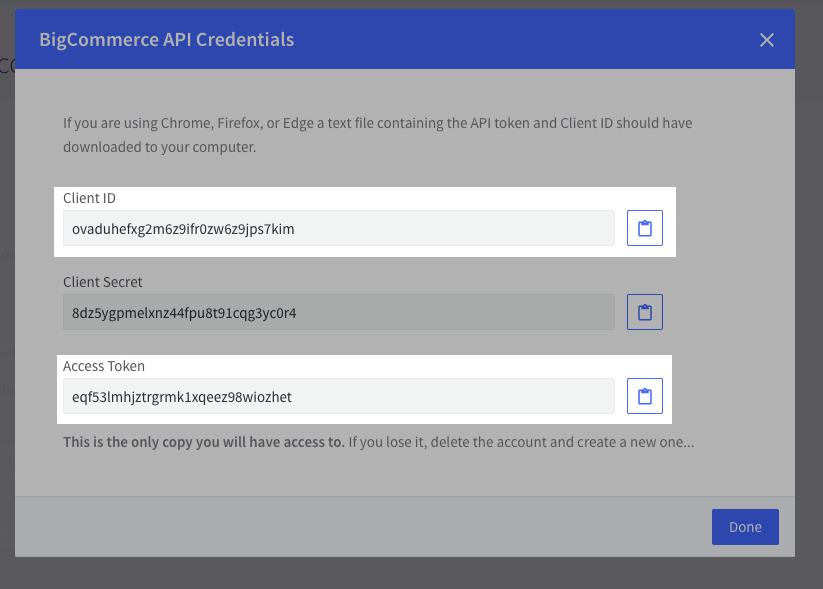 BigCommerce API Credentials
If you are using Chrome, Firefox, or Edge a text file containing the API token and Client ID should have
downloaded to your computer.
Client ID
ovaduhefxg2m6z9ifr0zw6z9jps7kim
Client Secret
8dz5ygpmelxnz44fpu8t91cqg3yc0r4
Access Token
eqf53lmhjztrgrmk1xqeez98wiozhet
This is the only copy you will have access to. If you lose it, delete the account and create a new one...
Done